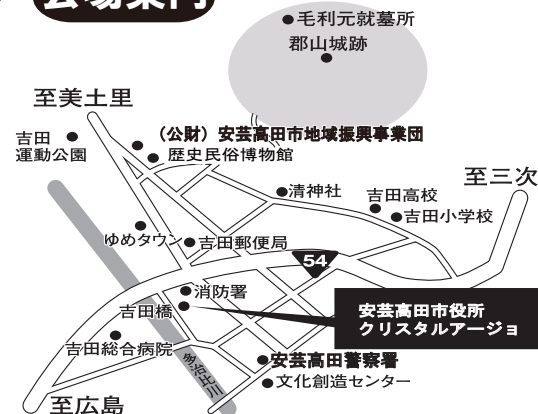 会場案内
毛利元就墓所
郡山城跡
至美土里
吉田
運動公園
(公財)安芸高田市地域振興事業団
歴史民俗博物館
至三次
清神社
吉田高校
吉田小学校
ゆめタウン
吉田郵便局
54
消防署
吉田橋
安芸高田市役所
クリスタルアージョ
吉田総合病院
多治比川
安芸高田警察署
文化創造センター
至広島